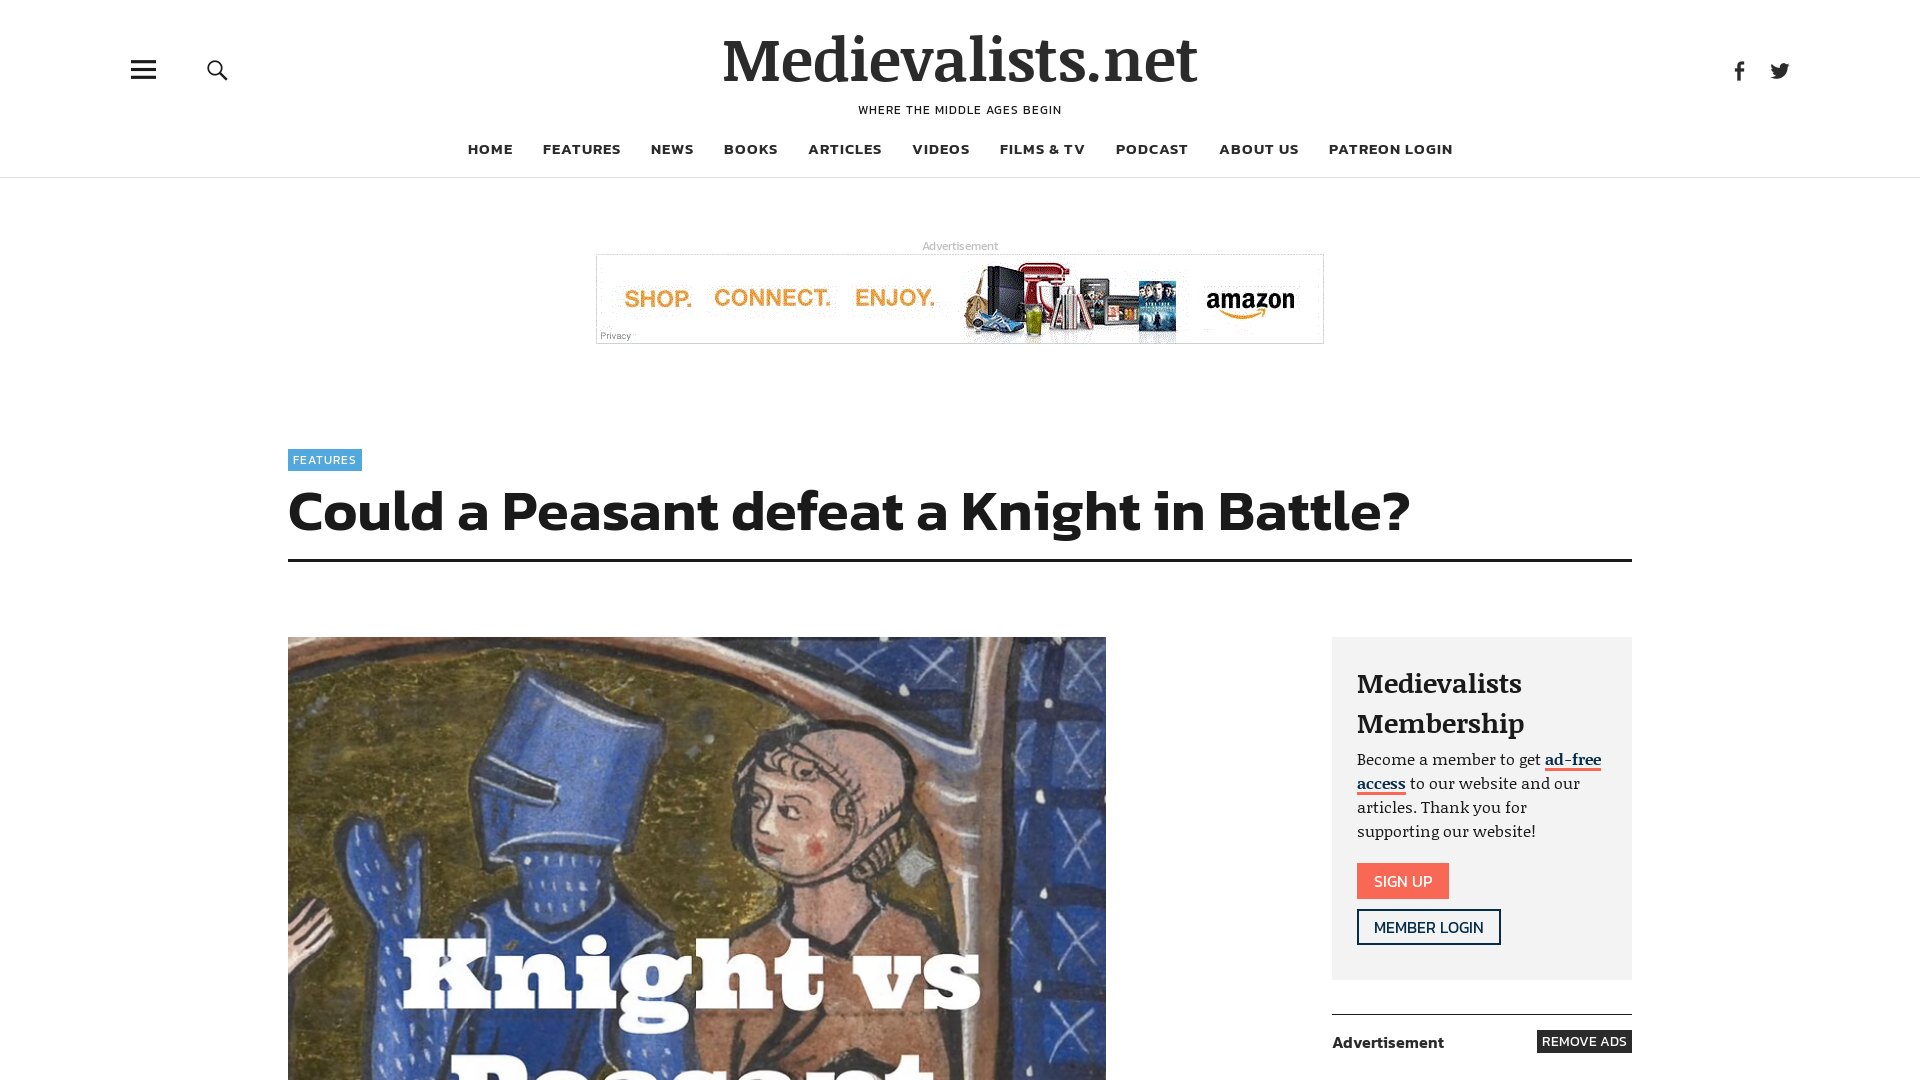 Medievalists.net
WHERE THE MIDDLE AGES BEGIN
HOME FEATURES NEWS BOOKS ARTICLES VIDEOS FILMS & TV PODCAST ABOUT US PATREON LOGIN
Advertisement
SHOP. CONNECT. ENJOY. amazon
Privacy
FEATURES
Could a Peasant defeat a Knight in Battle?
Knight vs
Peasant
Medievalists
Membership
Become a member to get ad-free
access to our website and our
articles. Thank you for
supporting our website!
SIGN UP
MEMBER LOGIN
Advertisement REMOVE ADS